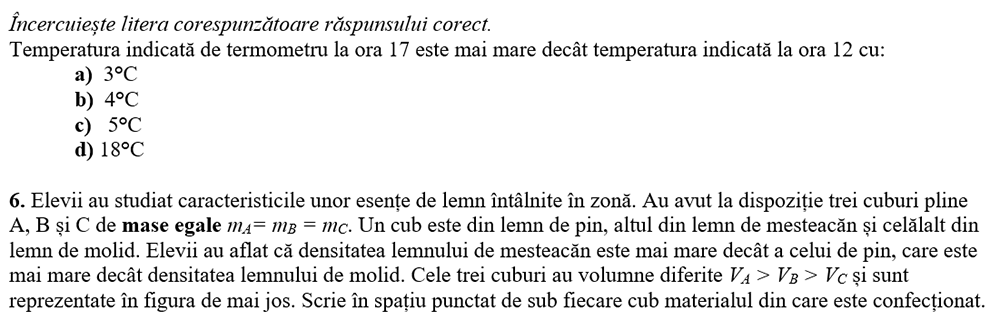 Încercuiește litera corespunzătoare răspunsului corect.
Temperatura indicată de termometru la ora 17 este mai mare decât temperatura indicată la ora 12 cu:
a) 3°C
b) 4°C
c) 5°C
d) 18°C
6. Elevii au studiat caracteristicile unor esențe de lemn întâlnite în zonă. Au avut la dispoziție trei cuburi pline
A, B și C de mase egale mA= mB = mC. Un cub este din lemn de pin, altul din lemn de mesteacăn și celălalt din
lemn de molid. Elevii au aflat că densitatea lemnului de mesteacăn este mai mare decât a celui de pin, care este
mai mare decât densitatea lemnului de molid. Cele trei cuburi au volumne diferite VA > VB > VC și sunt
reprezentate în figura de mai jos. Scrie în spațiu punctat de sub fiecare cub materialul din care este confecționat.